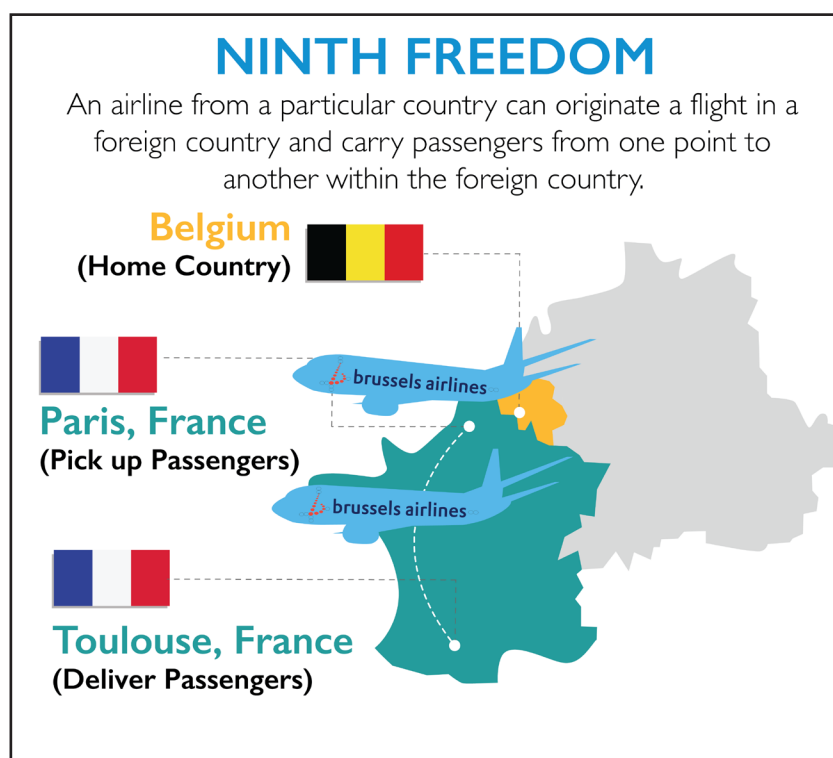 NINTH FREEDOM
An airline from a particular country can originate a flight in a
foreign country and carry passengers from one point to
another within the foreign country.
Belgium
(Home Country)
brussels airlines
Paris, France
(Pick up Passengers)
brussels airlines
Toulouse, France
(Deliver Passengers)